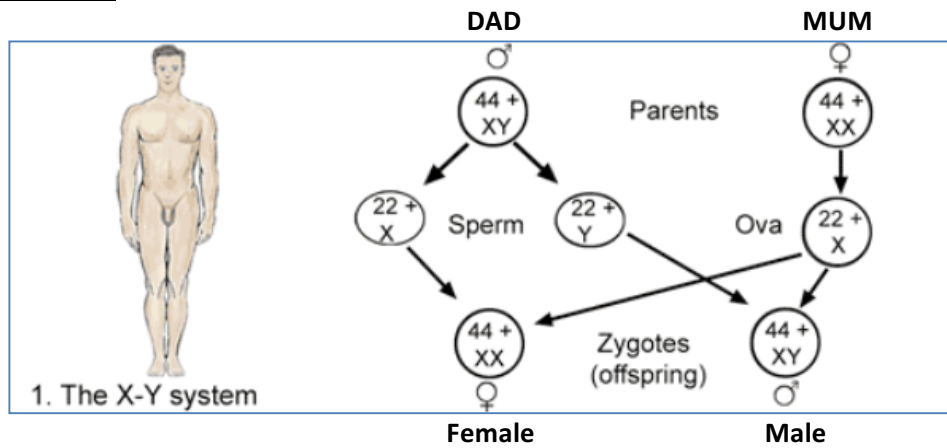 DAD
MUM
♂
♀
44 +
XY
Parents
44 +
XX
22 +
X
Sperm
22 +
Y
Ova
22 +
X
44 +
XX
Zygotes
(offspring)
44 +
XY
♀
♂
1. The X-Y system
Female
Male